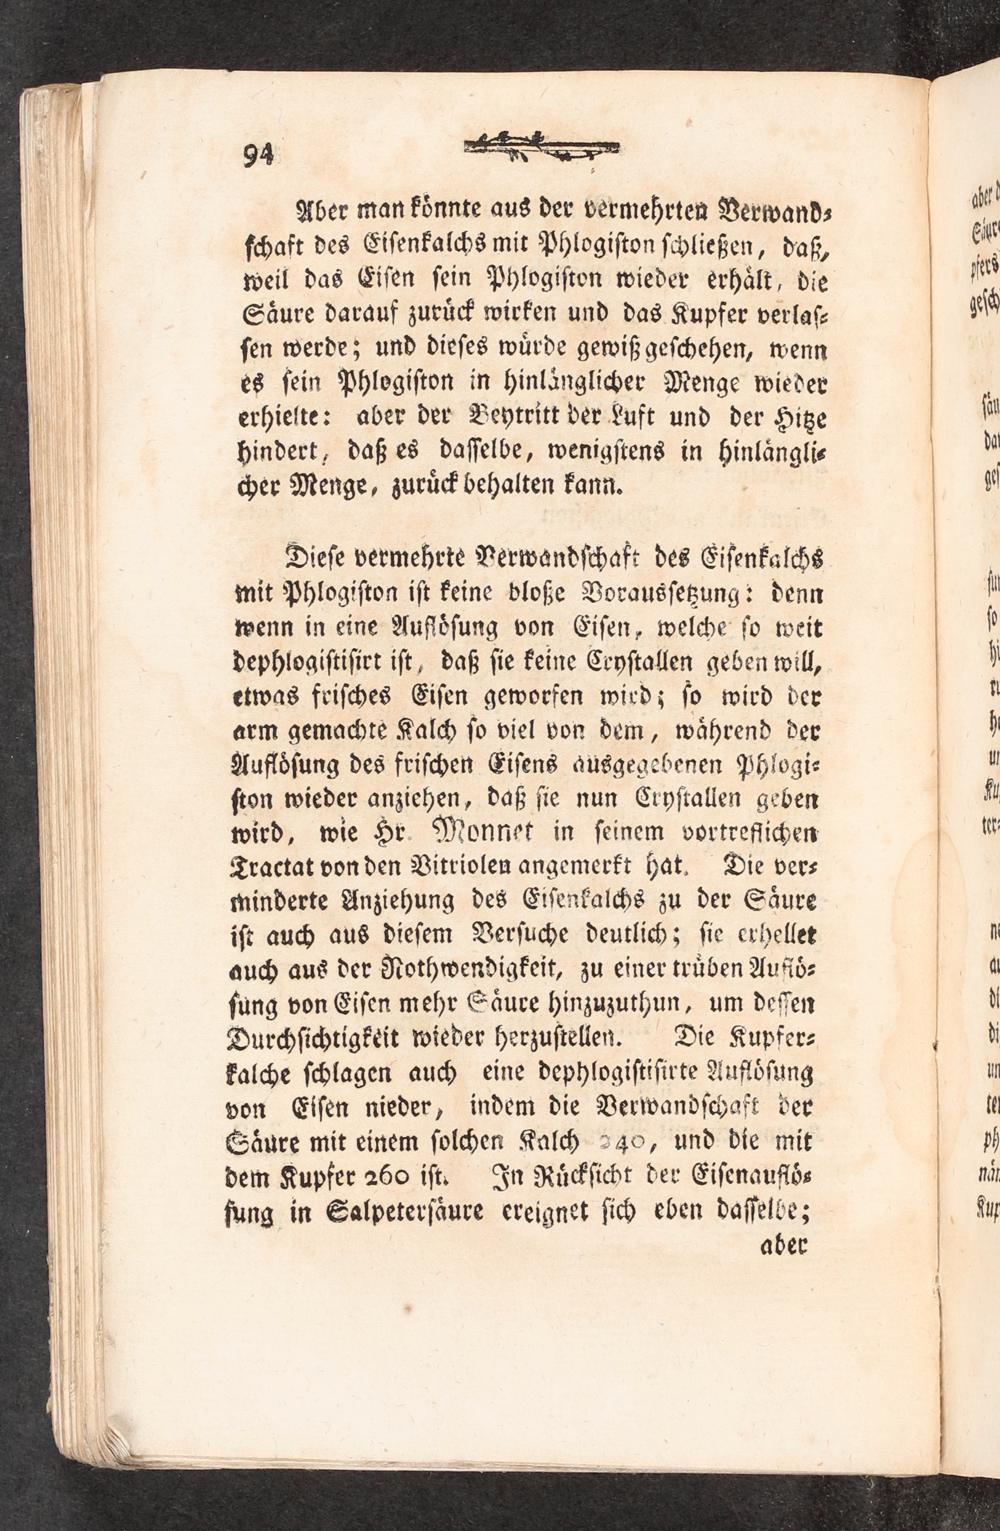 94
Aber man könnte aus der vermehrten Verwand-
schaft des Eisenkalchs mit Phlogiston schließen, daß,
weil das Eisen sein Phlogiston wieder erhält, die
Säure darauf zurück wirken und das Kupfer verlas-
sen werde; und dieses würde gewiß geschehen, wenn
es sein Phlogiston in hinlänglicher Menge wieder
erhielte: aber der Beytritt der Luft und der Hitze
hindert, daß es dasselbe, wenigstens in hinlängli-
cher Menge, zurück behalten kann.
Diese vermehrte Verwandschaft des Eisenkalchs
mit Phlogiston ist keine bloße Voraussetzung: denn
wenn in eine Auflösung von Eisen, welche so weit
dephlogistisirt ist, daß sie keine Crystallen geben will,
etwas frisches Eisen geworfen wird; so wird der
arm gemachte Kalch so viel von dem, während der
Auflösung des frischen Eisens ausgegebenen Phlogi-
ston wieder anziehen, daß sie nun Crystallen geben
wird, wie Hr. Monnet in seinem vortreflichen
Tractat von den Vitriolen angemerkt hat. Die ver-
minderte Anziehung des Eisenkalchs zu der Säure
ist auch aus diesem Versuche deutlich; sie erhellet
auch aus der Nothwendigkeit, zu einer trüben Auflö-
sung von Eisen mehr Säure hinzuzuthun, um dessen
Durchsichtigkeit wieder herzustellen. Die Kupfer-
kalche schlagen auch eine dephlogistisirte Auflösung
von Eisen nieder, indem die Verwandschaft der
Säure mit einem solchen Kalch 240, und die mit
dem Kupfer 260 ist. In Rücksicht der Eisenauflö-
sung in Salpetersäure ereignet sich eben dasselbe;
aber